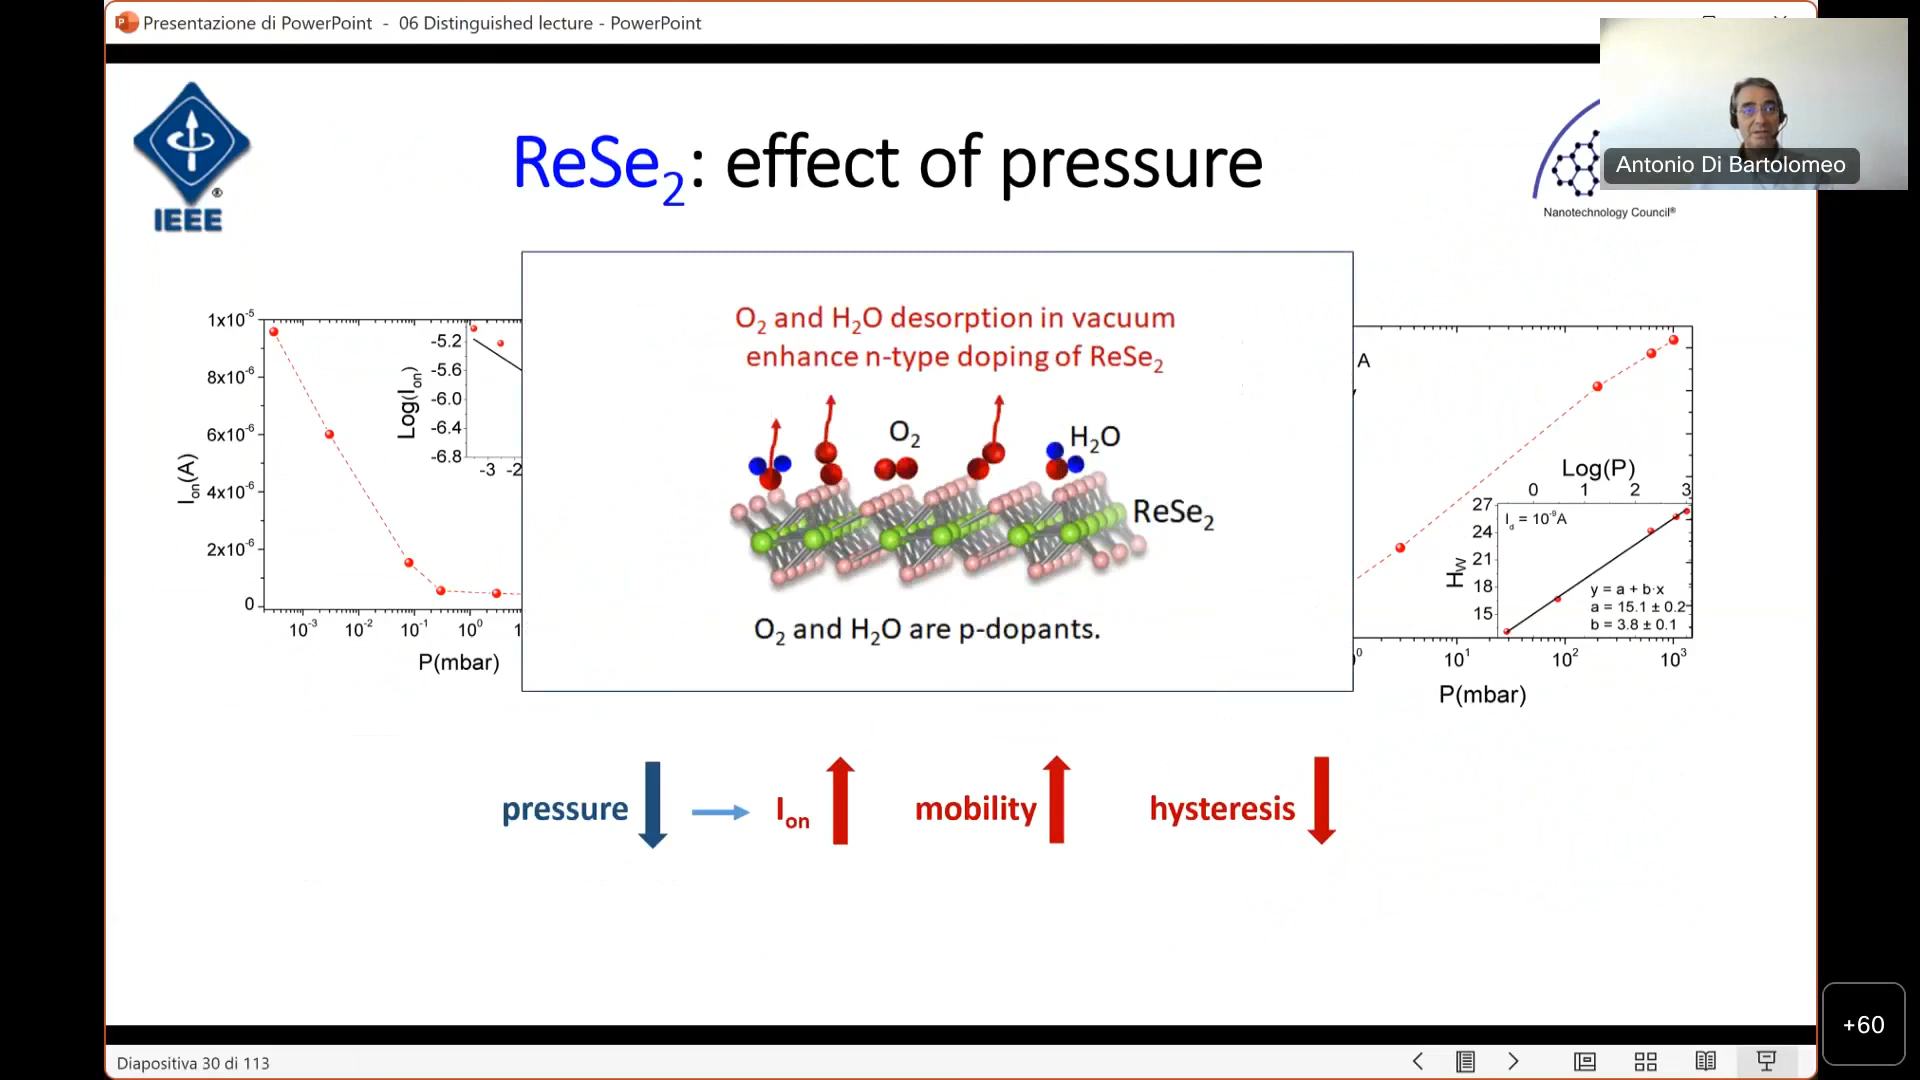 Presentazione di PowerPoint - 06 Distinguished lecture - PowerPoint
IEEE
®
ReSe₂: effect of pressure
Nanotechnology Council®
Antonio Di Bartolomeo
1x10⁻⁵
8x10⁻⁶
6x10⁻⁶
4x10⁻⁶
2x10⁻⁶
0
Ion(A)
10⁻³ 10⁻² 10⁻¹ 10⁰ 1
P(mbar)
Log(Ion)
-5.2
-5.6
-6.0
-6.4
-6.8
-3 -2
O₂ and H₂O desorption in vacuum
enhance n-type doping of ReSe₂
O₂
H₂O
ReSe₂
O₂ and H₂O are p-dopants.
A
Log(P)
0 1 2 3
27
24
21
18
15
HW
Id = 10⁻⁹A
y = a + b·x
a = 15.1 ± 0.2
b = 3.8 ± 0.1
⁰ 10¹ 10² 10³
P(mbar)
pressure Ion mobility hysteresis
+60
Diapositiva 30 di 113